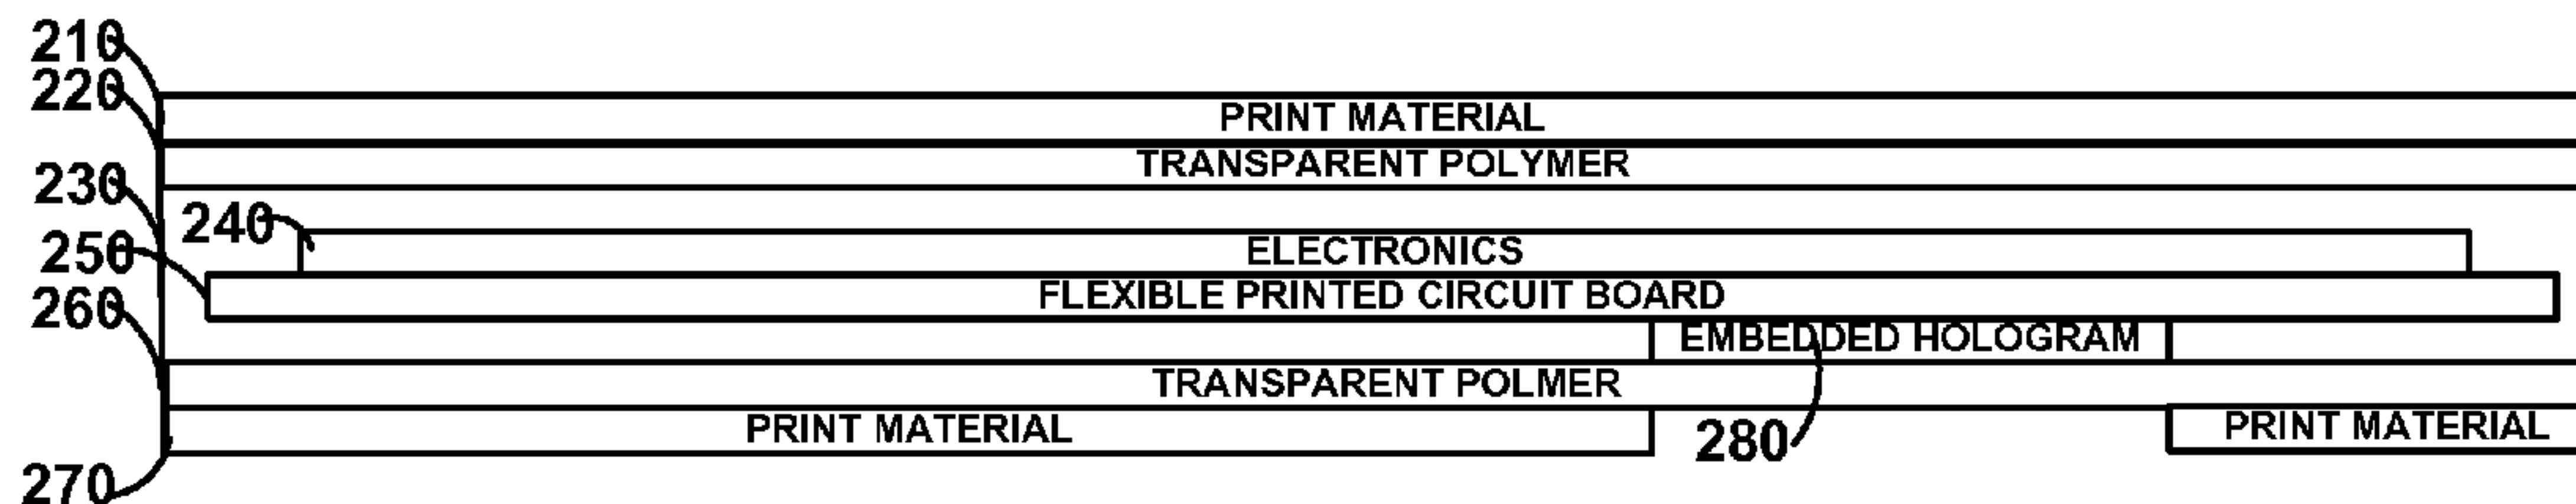 210
PRINT MATERIAL
220
TRANSPARENT POLYMER
230
240
ELECTRONICS
250
FLEXIBLE PRINTED CIRCUIT BOARD
260
EMBEDDED HOLOGRAM
TRANSPARENT POLMER
PRINT MATERIAL
280
PRINT MATERIAL
270